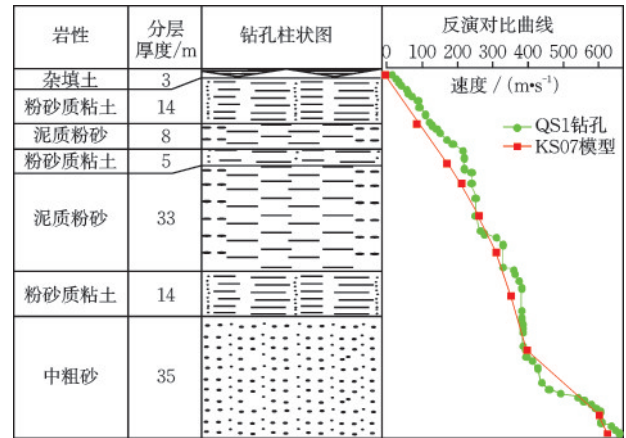 岩性
分层
厚度/m
钻孔柱状图
反演对比曲线
0 100 200 300 400 500 600
速度 / (m•s⁻¹)
QS1钻孔
KS07模型
杂填土 3
粉砂质粘土 14
泥质粉砂 8
粉砂质粘土 5
泥质粉砂 33
粉砂质粘土 14
中粗砂 35